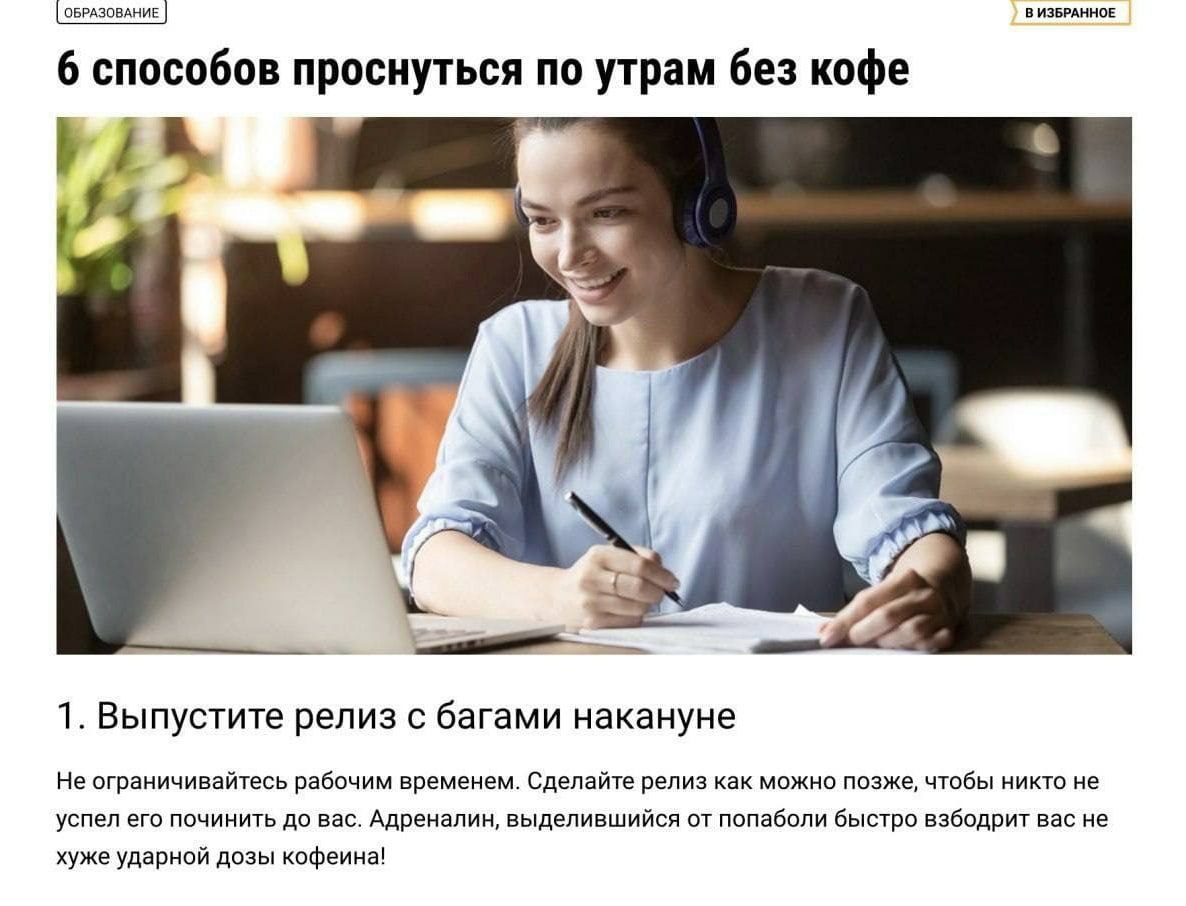 ОБРАЗОВАНИЕ
В ИЗБРАННОЕ
6 способов проснуться по утрам без кофе
1. Выпустите релиз с багами накануне
Не ограничивайтесь рабочим временем. Сделайте релиз как можно позже, чтобы никто не
успел его починить до вас. Адреналин, выделившийся от попаболи быстро взбодрит вас не
хуже ударной дозы кофеина!